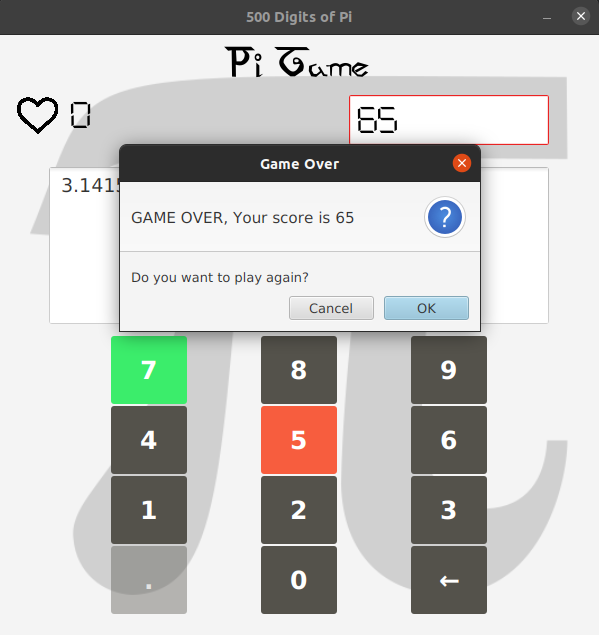 500 Digits of Pi
Pi Game
0
65
3.1415
Game Over
GAME OVER, Your score is 65
?
Do you want to play again?
Cancel OK
7 8 9
4 5 6
1 2 3
. 0 ←